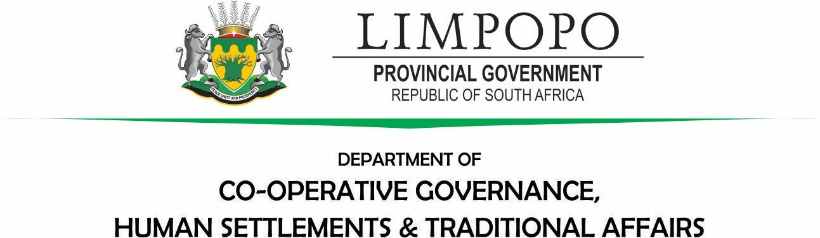 LIMPOPO
PROVINCIAL GOVERNMENT
REPUBLIC OF SOUTH AFRICA
DEPARTMENT OF
CO-OPERATIVE GOVERNANCE,
HUMAN SETTLEMENTS & TRADITIONAL AFFAIRS